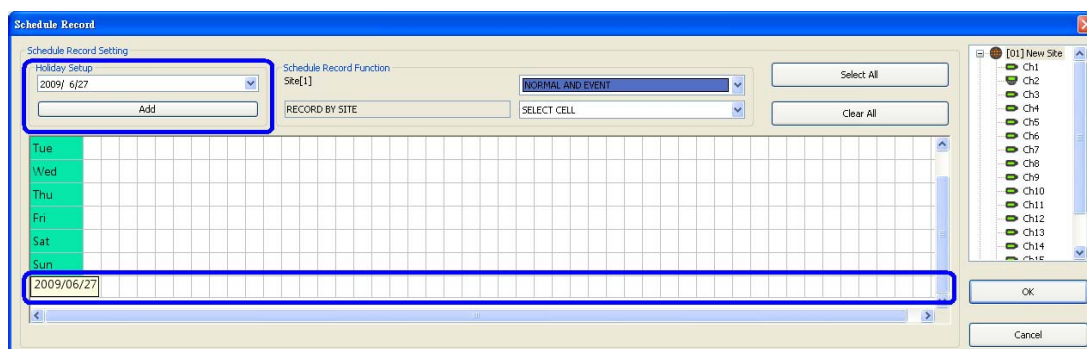 Schedule Record
Schedule Record Setting
Holiday Setup
2009/ 6/27
Add
Schedule Record Function
Site[1]
NORMAL AND EVENT
RECORD BY SITE
SELECT CELL
Select All
Clear All
Tue
Wed
Thu
Fri
Sat
Sun
2009/06/27
[01] New Site
Ch1
Ch2
Ch3
Ch4
Ch5
Ch6
Ch7
Ch8
Ch9
Ch10
Ch11
Ch12
Ch13
Ch14
Ch15
OK
Cancel